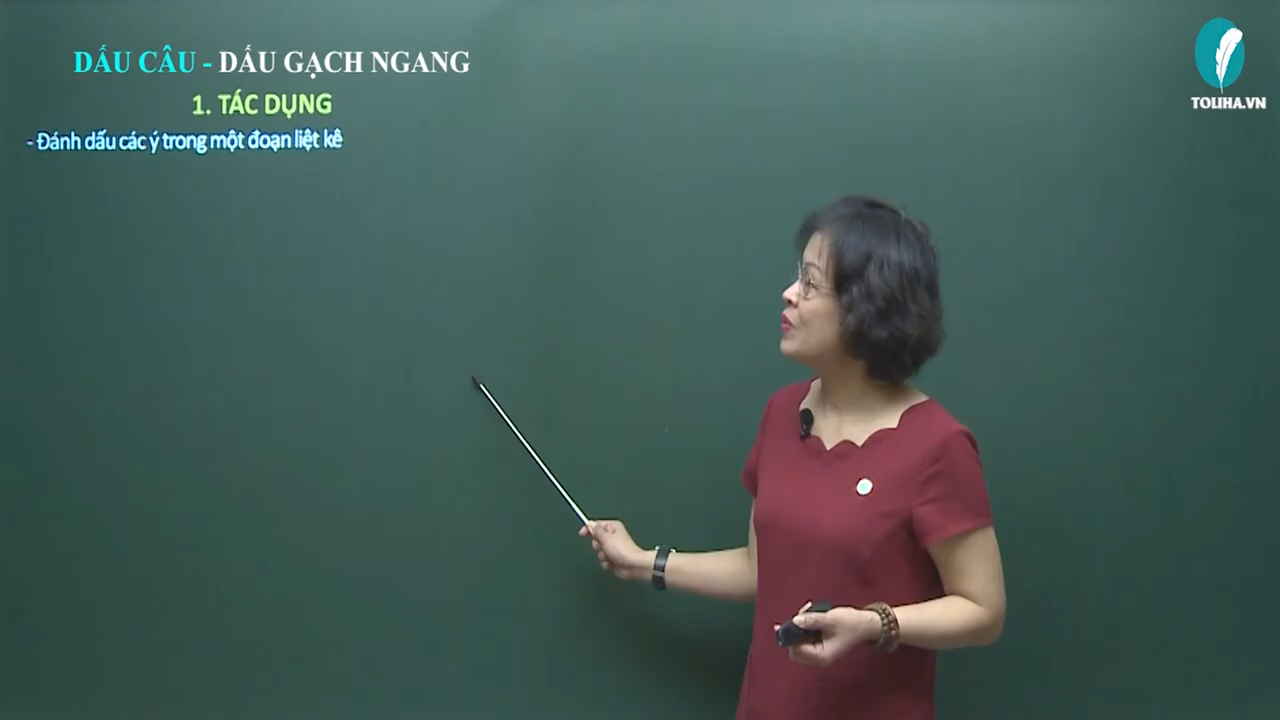 DẤU CÂU - DẤU GẠCH NGANG
1. TÁC DỤNG
- Đánh dấu các ý trong một đoạn liệt kê
TOLIHA.VN